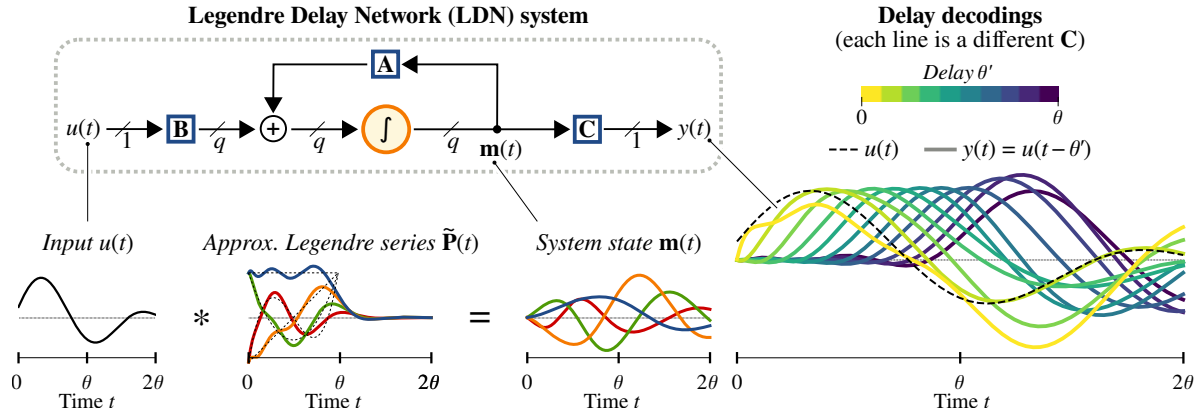 Legendre Delay Network (LDN) system
A
u(t)
1
B
q
+
q
∫
q
m(t)
C
1
y(t)
Delay decodings
(each line is a different C)
Delay θ′
0
θ
u(t)
y(t) = u(t − θ′)
Input u(t)
Approx. Legendre series P̃(t)
System state m(t)
*
=
0
θ
2θ
Time t
0
θ
2θ
Time t
0
θ
2θ
Time t
0
θ
2θ
Time t